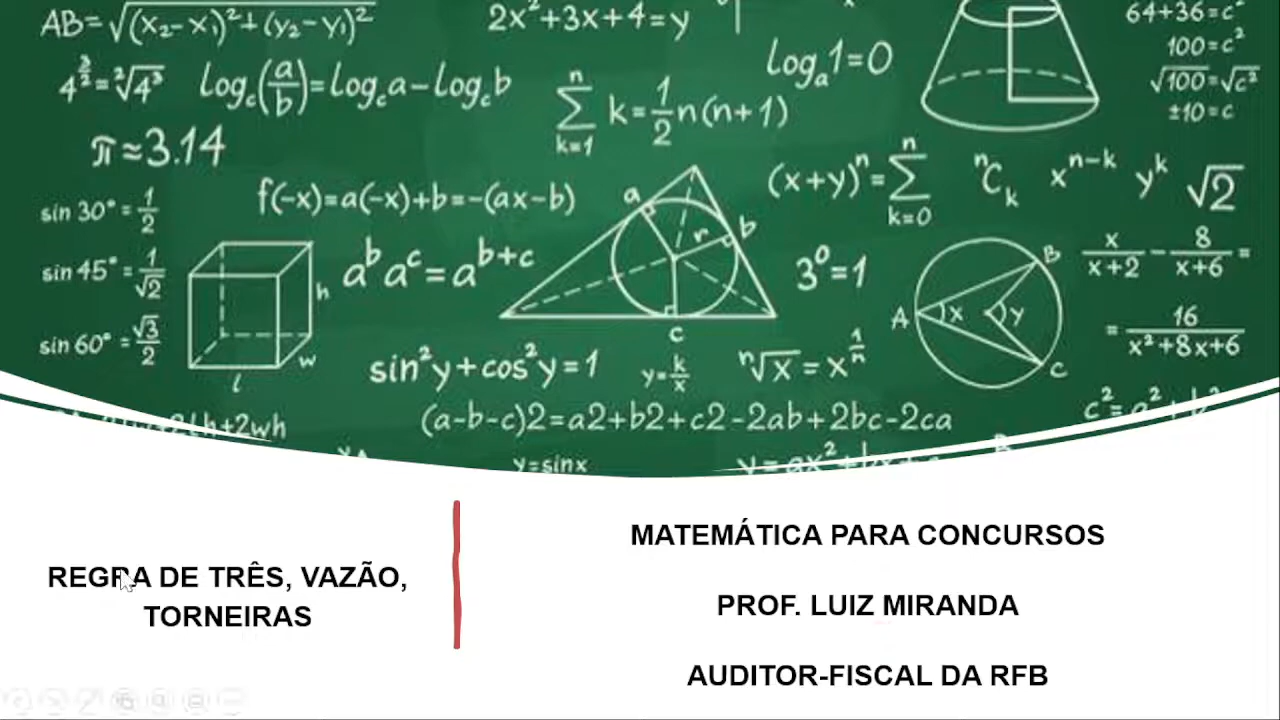 AB=√(x₂-x₁)²+(y₂-y₁)²
2x²+3x+4=y
64+36=c²
100=c²
√100=√c²
±10=c
4^(3/2)=²√4³
log_c(a/b)=log_c a-log_c b
∑ n k=1 k=1/2 n(n+1)
log_a 1=0
π≈3.14
(x+y)ⁿ=∑ n k=0 ⁿC_k x^(n-k) y^k √2
sin 30°=1/2
f(-x)=a(-x)+b=-(ax-b)
a
b
r
c
sin 45°=1/√2
h
w
l
a^b a^c=a^(b+c)
3⁰=1
A
B
C
x
y
x/(x+2)-8/(x+6)=
=16/(x²+8x+6)
sin 60°=√3/2
sin²y+cos²y=1
y=k/x
ⁿ√x=x^(1/n)
(a-b-c)2=a2+b2+c2-2ab+2bc-2ca
y=sinx
REGRA DE TRÊS, VAZÃO,
TORNEIRAS
MATEMÁTICA PARA CONCURSOS
PROF. LUIZ MIRANDA
AUDITOR-FISCAL DA RFB